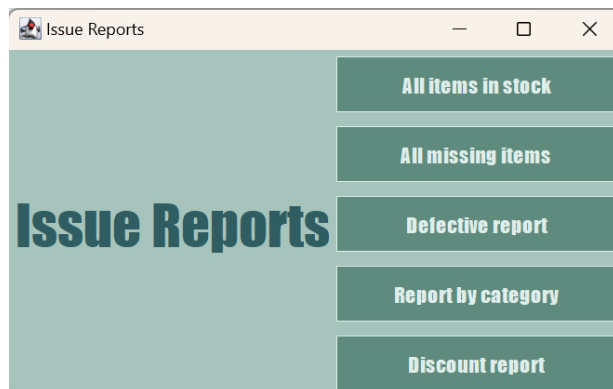 Issue Reports
Issue Reports
All items in stock
All missing items
Defective report
Report by category
Discount report